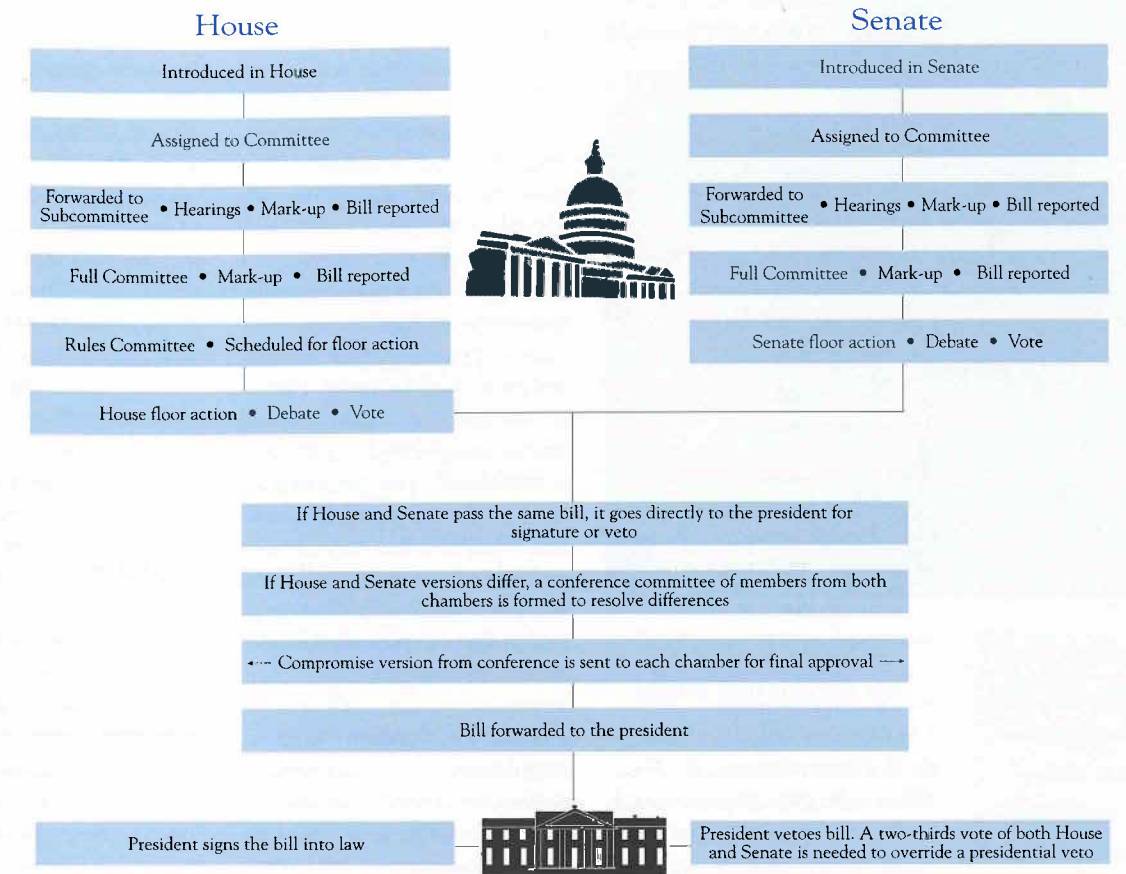 House
Introduced in House
Assigned to Committee
Forwarded to
Subcommittee • Hearings • Mark-up • Bill reported
Full Committee • Mark-up • Bill reported
Rules Committee • Scheduled for floor action
House floor action • Debate • Vote
Senate
Introduced in Senate
Assigned to Committee
Forwarded to
Subcommittee • Hearings • Mark-up • Bill reported
Full Committee • Mark-up • Bill reported
Senate floor action • Debate • Vote
If House and Senate pass the same bill, it goes directly to the president for
signature or veto
If House and Senate versions differ, a conference committee of members from both
chambers is formed to resolve differences
Compromise version from conference is sent to each chamber for final approval
Bill forwarded to the president
President signs the bill into law
President vetoes bill. A two-thirds vote of both House
and Senate is needed to override a presidential veto